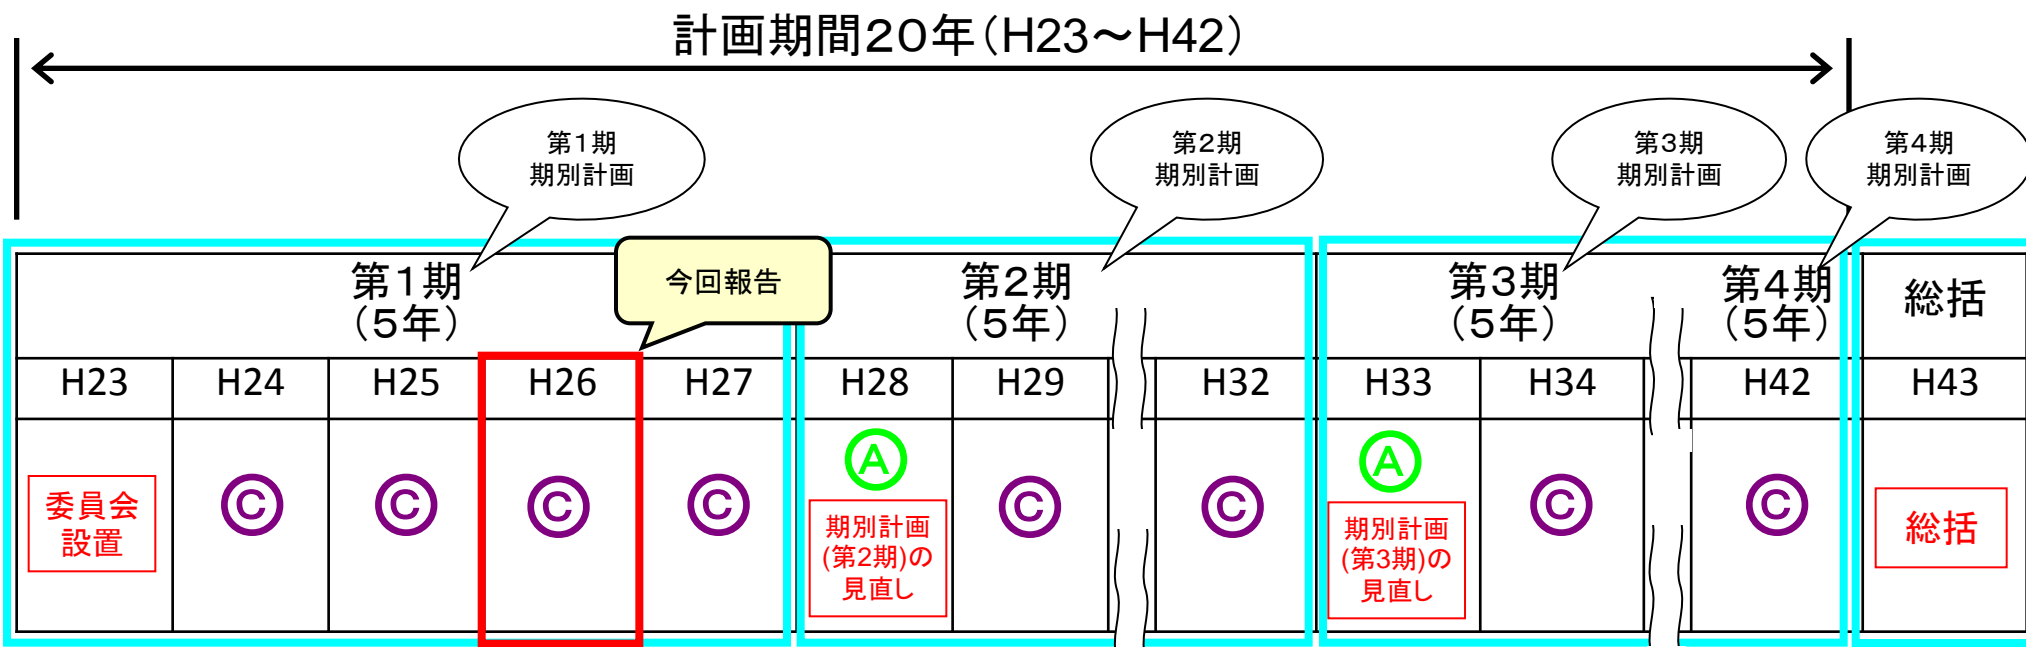 計画期間20年(H23～H42)
第1期
期別計画
第2期
期別計画
第3期
期別計画
第4期
期別計画
今回報告
第1期
(5年)
第2期
(5年)
第3期
(5年)
第4期
(5年)
総括
H23 H24 H25 H26 H27 H28 H29 H32 H33 H34 H42 H43
委員会
設置
Ⓒ Ⓒ Ⓒ Ⓒ
Ⓐ
期別計画
(第2期)の
見直し
Ⓒ Ⓒ
Ⓐ
期別計画
(第3期)の
見直し
Ⓒ Ⓒ
総括